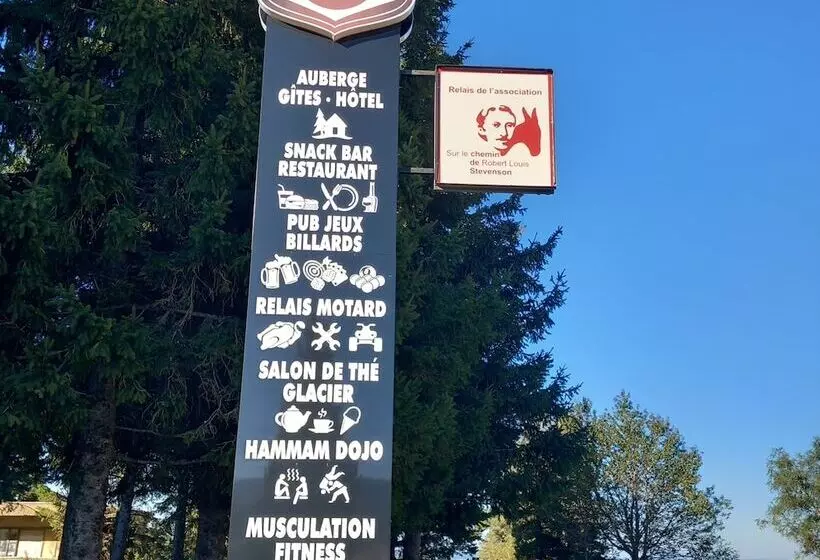 AUBERGE
GÎTES · HÔTEL
SNACK BAR
RESTAURANT
PUB JEUX
BILLARDS
RELAIS MOTARD
SALON DE THÉ
GLACIER
HAMMAM DOJO
MUSCULATION
FITNESS
Relais de l'association
Sur le chemin
de Robert Louis
Stevenson